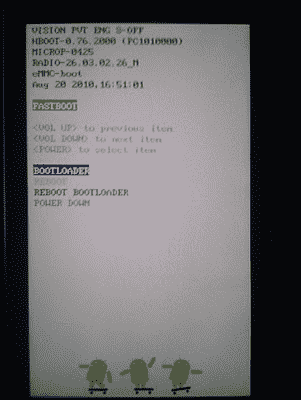 VISION PVT ENG S-OFF
HBOOT-0.76.2000 (PC1010000)
MICROP-0425
RADIO-26.03.02.26_M
eMMC-boot
Aug 20 2010,16:51:01
FASTBOOT
<VOL UP> to previous item
<VOL DOWN> to next item
<POWER> to select item
BOOTLOADER
REBOOT
REBOOT BOOTLOADER
POWER DOWN